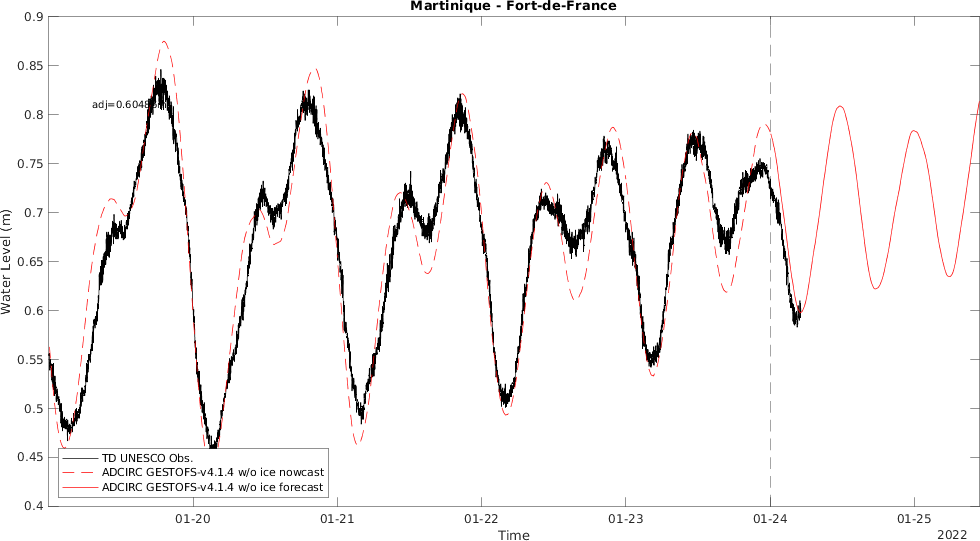 Martinique - Fort-de-France
0.9
0.85
0.8
0.75
0.7
0.65
0.6
0.55
0.5
0.45
0.4
Water Level (m)
adj=0.6048
TD UNESCO Obs.
ADCIRC GESTOFS-v4.1.4 w/o ice nowcast
ADCIRC GESTOFS-v4.1.4 w/o ice forecast
01-20
01-21
01-22
01-23
01-24
01-25
Time
2022